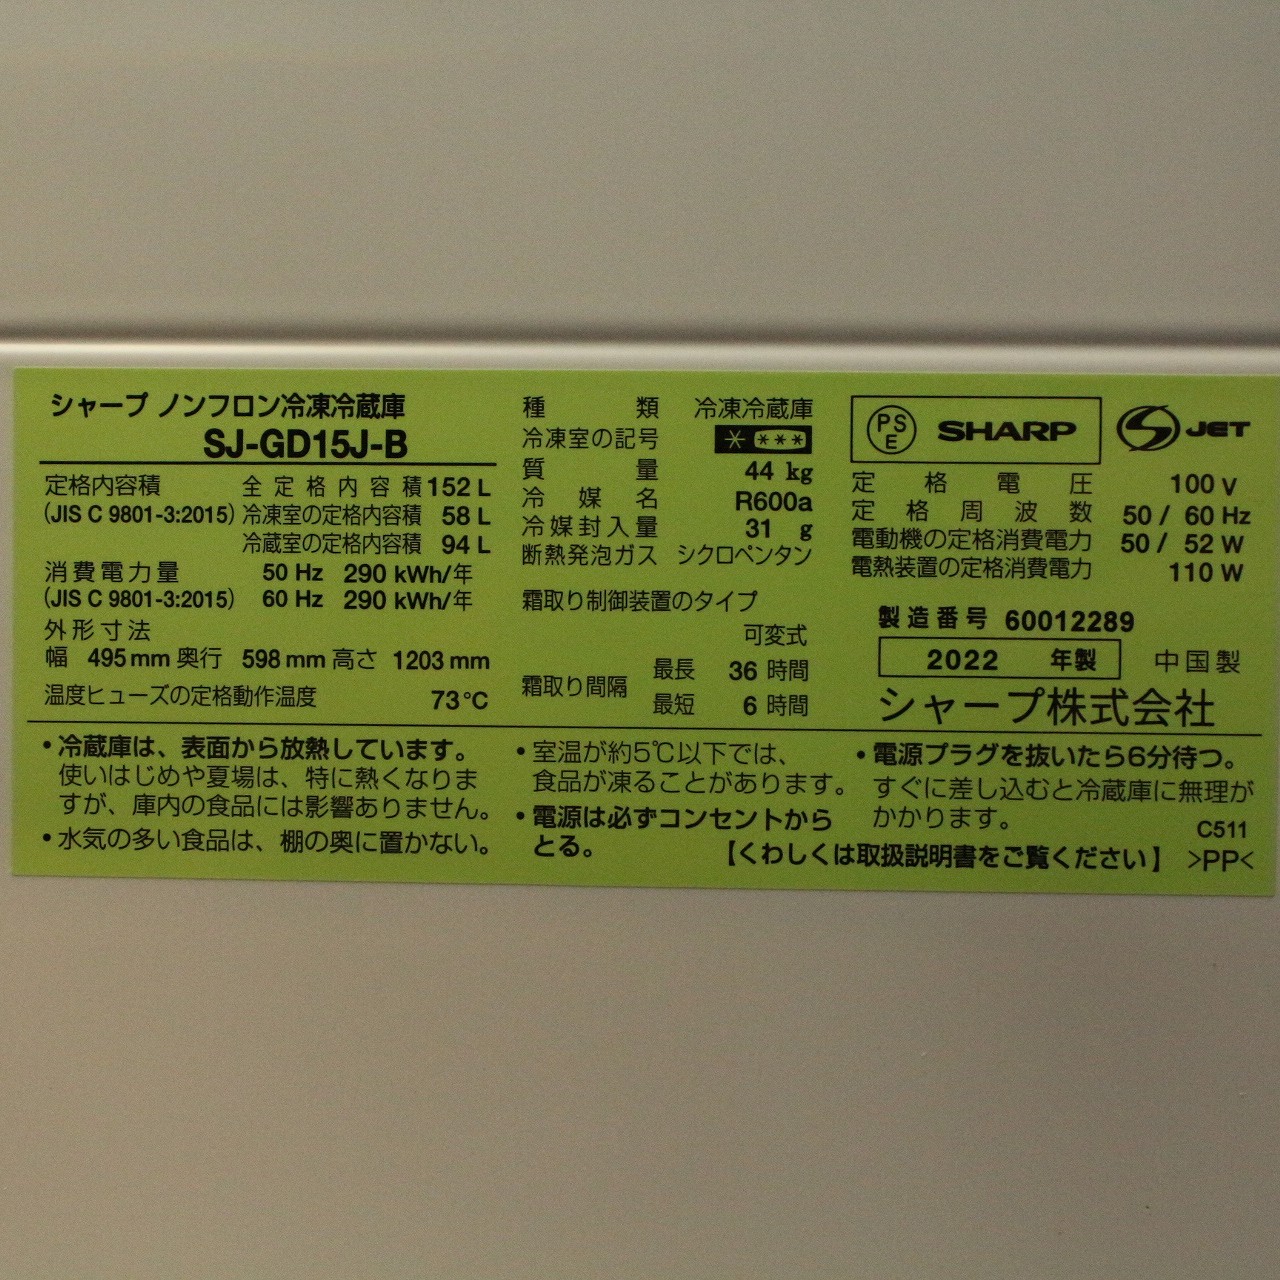 シャープ ノンフロン冷凍冷蔵庫
SJ-GD15J-B
定格内容積 全定格内容積 152 L
(JIS C 9801-3:2015) 冷凍室の定格内容積 58 L
冷蔵室の定格内容積 94 L
消費電力量 50 Hz 290 kWh/年
(JIS C 9801-3:2015) 60 Hz 290 kWh/年
外形寸法
幅 495 mm 奥行 598 mm 高さ 1203 mm
温度ヒューズの定格動作温度 73℃
種類 冷凍冷蔵庫
冷凍室の記号
質量 44 kg
冷媒名 R600a
冷媒封入量 31 g
断熱発泡ガス シクロペンタン
霜取り制御装置のタイプ
可変式
霜取り間隔 最長 36 時間
最短 6 時間
PSE SHARP JET
定格電圧 100 V
定格周波数 50 / 60 Hz
電動機の定格消費電力 50 / 52 W
電熱装置の定格消費電力 110 W
製造番号 60012289
2022 年製 中国製
シャープ株式会社
・冷蔵庫は、表面から放熱しています。
使いはじめや夏場は、特に熱くなりま
すが、庫内の食品には影響ありません。
・水気の多い食品は、棚の奥に置かない。
・室温が約5℃以下では、
食品が凍ることがあります。
・電源は必ずコンセントから
とる。
・電源プラグを抜いたら6分待つ。
すぐに差し込むと冷蔵庫に無理が
かかります。
C511
【くわしくは取扱説明書をご覧ください】 >PP<